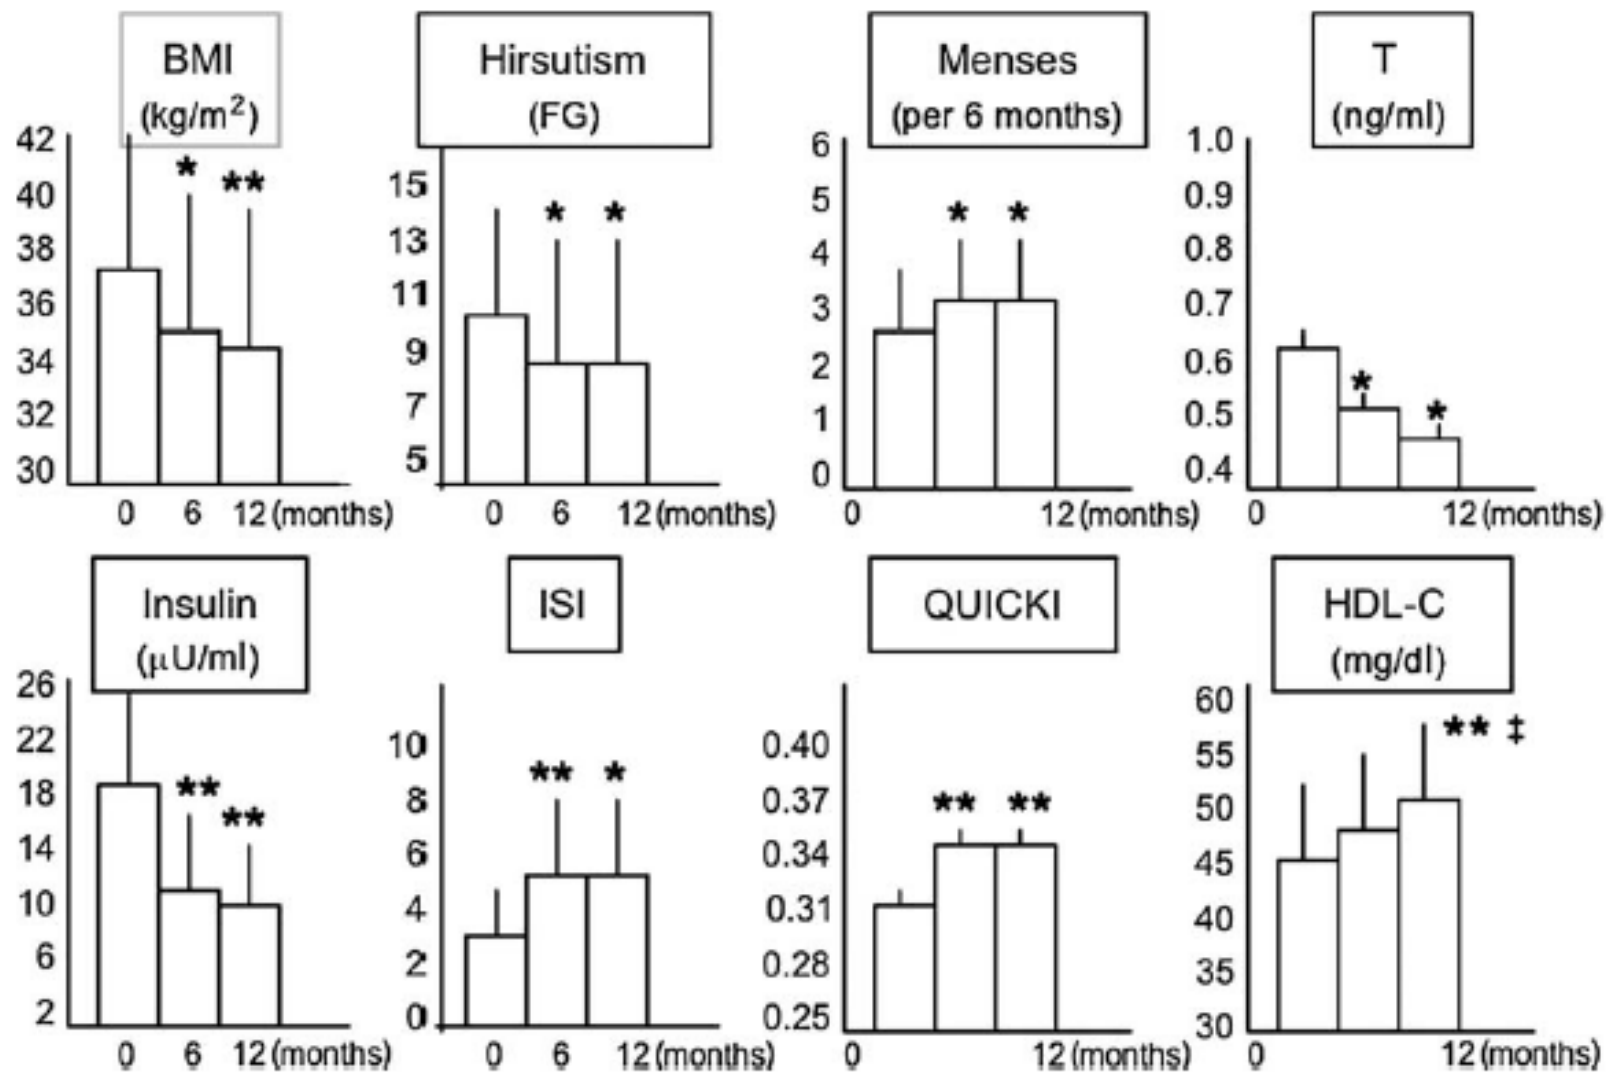 BMI
(kg/m²)
42
40
38
36
34
32
30
* **
0 6 12 (months)
Hirsutism
(FG)
15
13
11
9
7
5
* *
0 6 12 (months)
Menses
(per 6 months)
6
5
4
3
2
1
0
* *
0 12 (months)
T
(ng/ml)
1.0
0.9
0.8
0.7
0.6
0.5
0.4
* *
0 12 (months)
Insulin
(μU/ml)
26
22
18
14
10
6
2
** **
0 6 12 (months)
ISI
10
8
6
4
2
0
** *
0 6 12 (months)
QUICKI
0.40
0.37
0.34
0.31
0.28
0.25
** **
0 12 (months)
HDL-C
(mg/dl)
60
55
50
45
40
35
30
** ‡
0 12 (months)